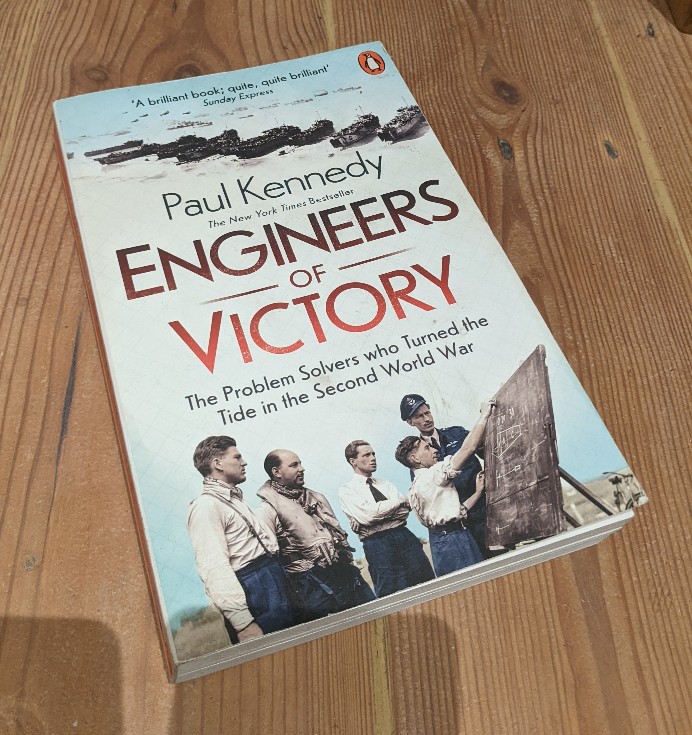 'A brilliant book; quite, quite brilliant'
Sunday Express
Paul Kennedy
The New York Times Bestseller
ENGINEERS
OF
VICTORY
The Problem Solvers who Turned the
Tide in the Second World War